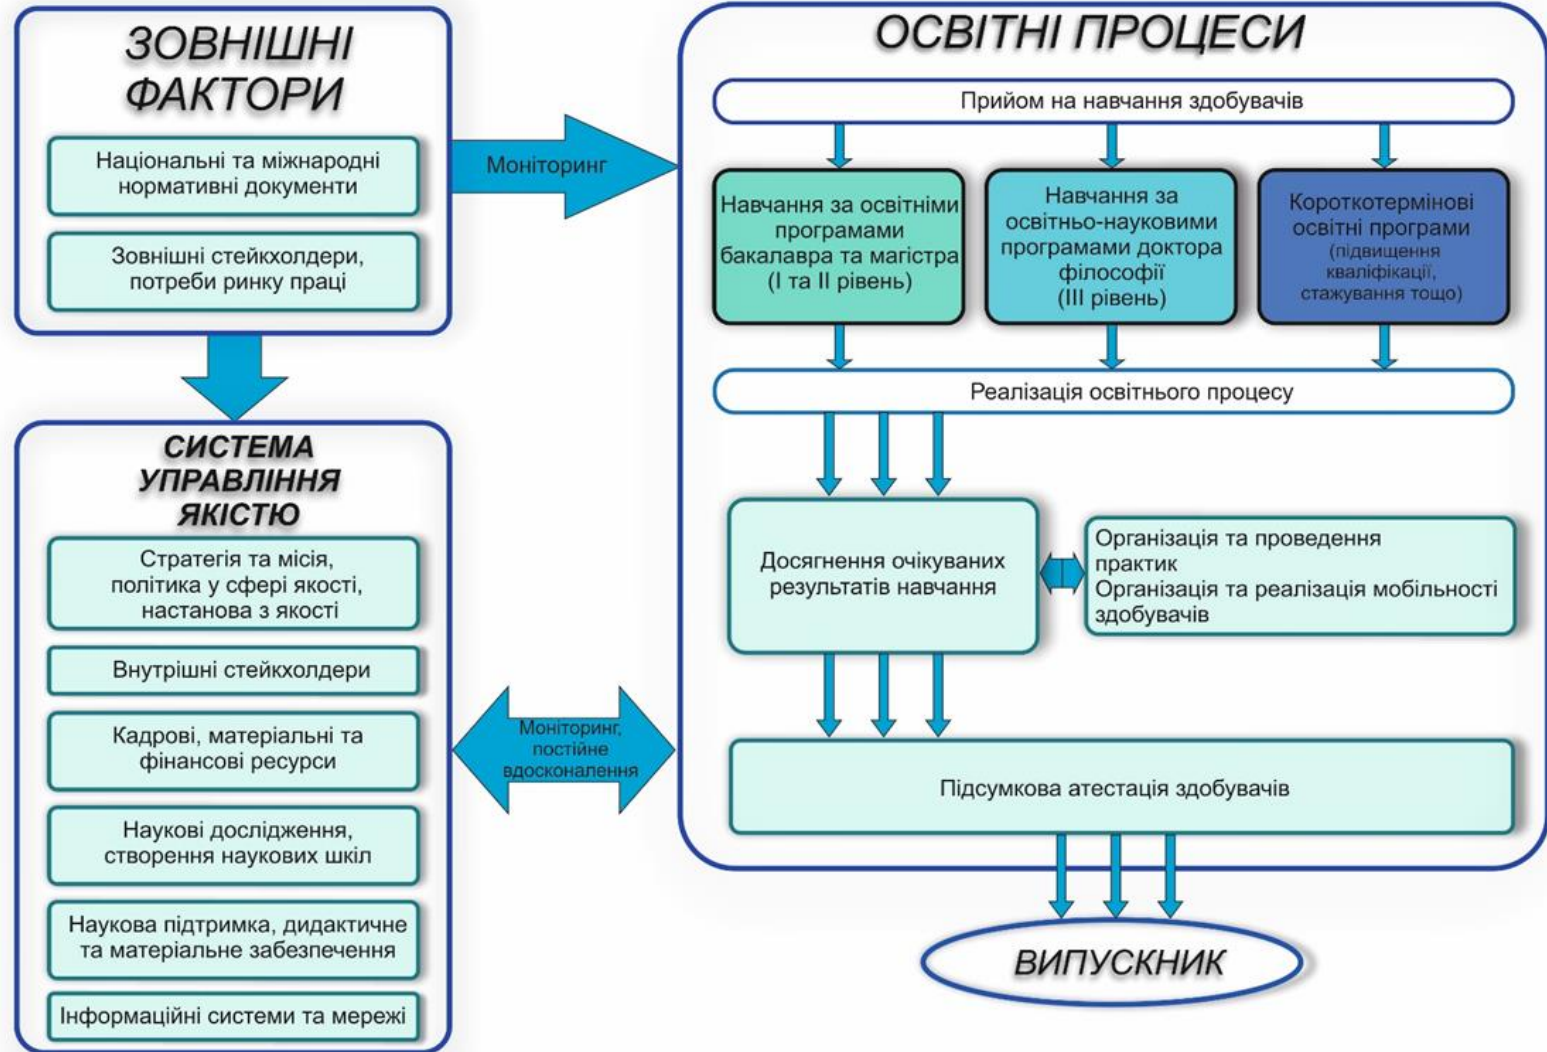 ЗОВНІШНІ
ФАКТОРИ
Національні та міжнародні
нормативні документи
Зовнішні стейкхолдери,
потреби ринку праці
Моніторинг
СИСТЕМА
УПРАВЛІННЯ
ЯКІСТЮ
Стратегія та місія,
політика у сфері якості,
настанова з якості
Внутрішні стейкхолдери
Кадрові, матеріальні та
фінансові ресурси
Наукові дослідження,
створення наукових шкіл
Наукова підтримка, дидактичне
та матеріальне забезпечення
Інформаційні системи та мережі
Моніторинг,
постійне
вдосконалення
ОСВІТНІ ПРОЦЕСИ
Прийом на навчання здобувачів
Навчання за освітніми
програмами
бакалавра та магістра
(І та ІІ рівень)
Навчання за
освітньо-науковими
програмами доктора
філософії
(ІІІ рівень)
Короткотермінові
освітні програми
(підвищення
кваліфікації,
стажування тощо)
Реалізація освітнього процесу
Досягнення очікуваних
результатів навчання
Організація та проведення
практик
Організація та реалізація мобільності
здобувачів
Підсумкова атестація здобувачів
ВИПУСКНИК